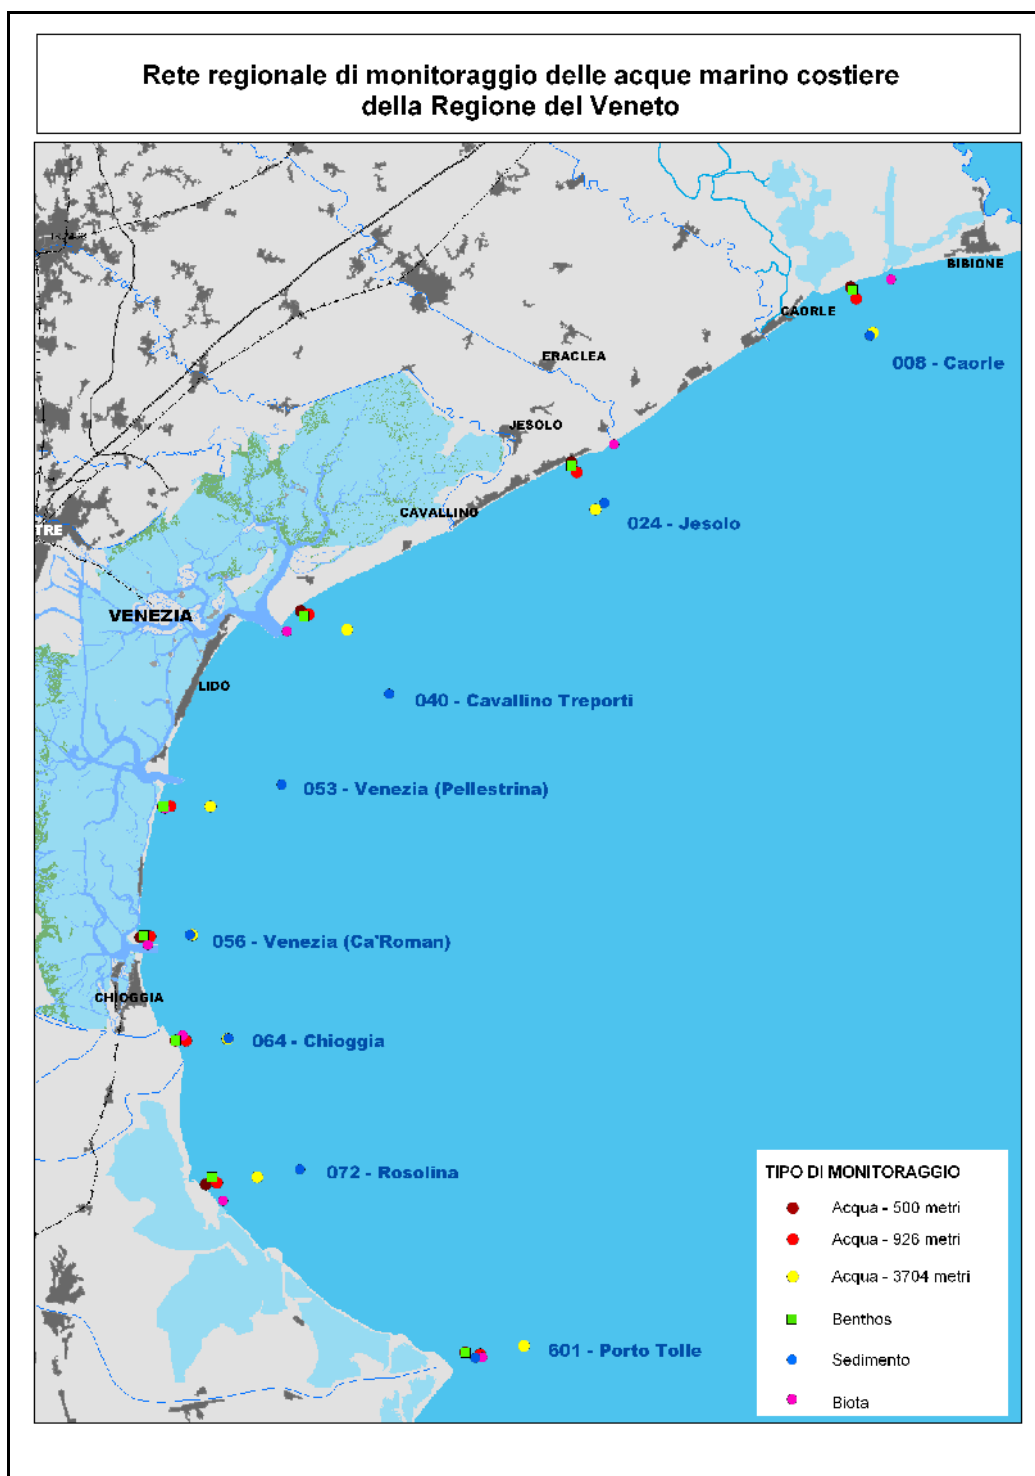 Rete regionale di monitoraggio delle acque marino costiere
della Regione del Veneto
BIBIONE
CAORLE
008 - Caorle
ERACLEA
JESOLO
CAVALLINO
024 - Jesolo
TRE
VENEZIA
LIDO
040 - Cavallino Treporti
053 - Venezia (Pellestrina)
056 - Venezia (Ca'Roman)
CHIOGGIA
064 - Chioggia
072 - Rosolina
601 - Porto Tolle
TIPO DI MONITORAGGIO
Acqua - 500 metri
Acqua - 926 metri
Acqua - 3704 metri
Benthos
Sedimento
Biota